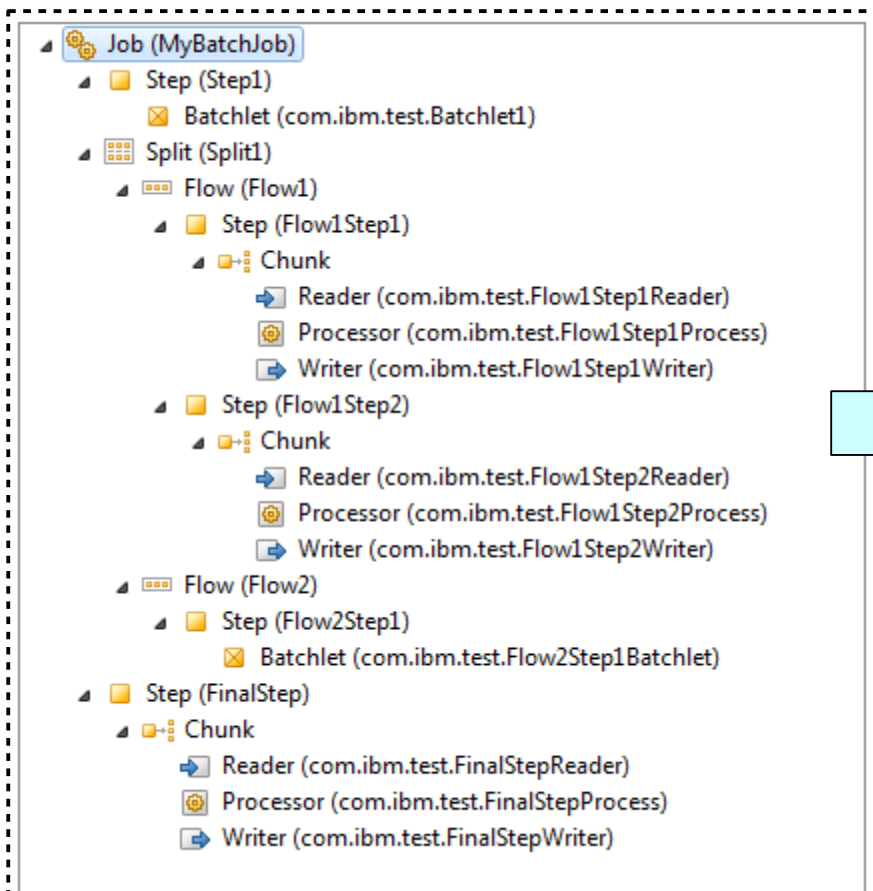 Job (MyBatchJob)
Step (Step1)
Batchlet (com.ibm.test.Batchlet1)
Split (Split1)
Flow (Flow1)
Step (Flow1Step1)
Chunk
Reader (com.ibm.test.Flow1Step1Reader)
Processor (com.ibm.test.Flow1Step1Process)
Writer (com.ibm.test.Flow1Step1Writer)
Step (Flow1Step2)
Chunk
Reader (com.ibm.test.Flow1Step2Reader)
Processor (com.ibm.test.Flow1Step2Process)
Writer (com.ibm.test.Flow1Step2Writer)
Flow (Flow2)
Step (Flow2Step1)
Batchlet (com.ibm.test.Flow2Step1Batchlet)
Step (FinalStep)
Chunk
Reader (com.ibm.test.FinalStepReader)
Processor (com.ibm.test.FinalStepProcess)
Writer (com.ibm.test.FinalStepWriter)